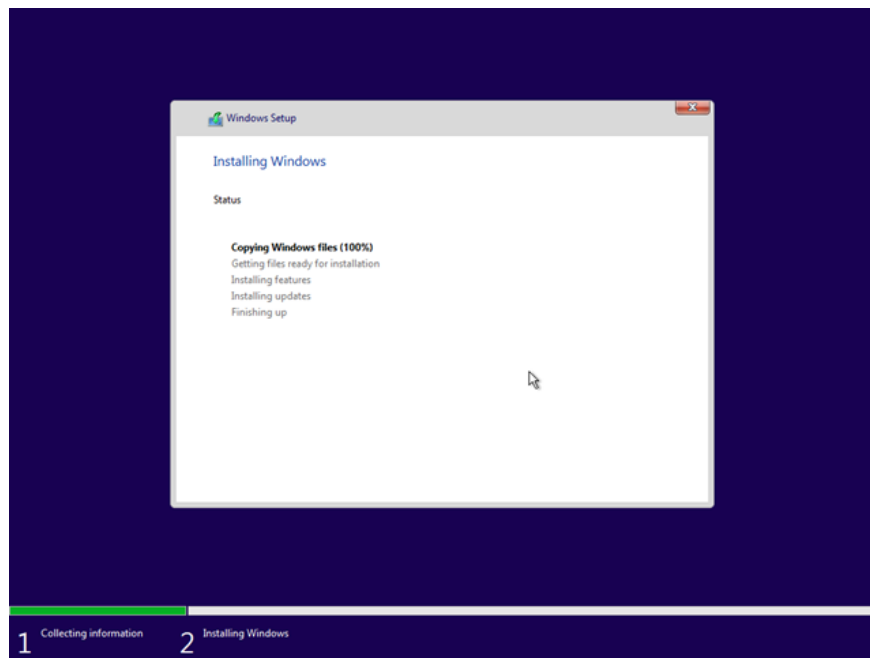 Windows Setup
Installing Windows
Status
Copying Windows files (100%)
Getting files ready for installation
Installing features
Installing updates
Finishing up
1 Collecting information
2 Installing Windows